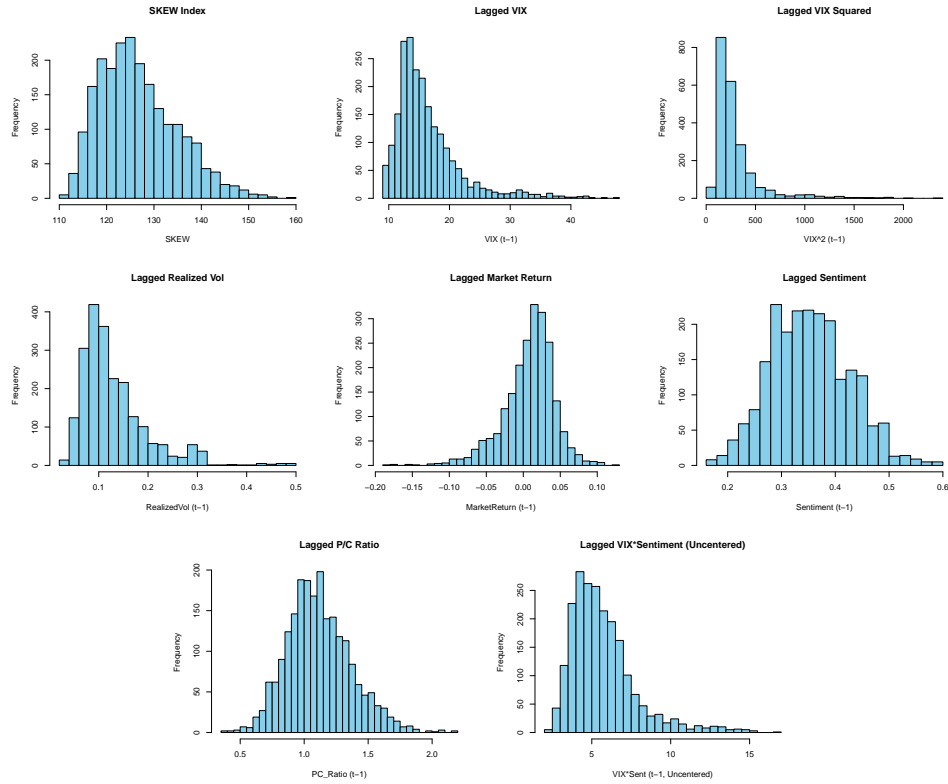 SKEW Index
Frequency
0 50 100 150 200
110 120 130 140 150 160
SKEW
Lagged VIX
Frequency
0 50 100 150 200 250
10 20 30 40
VIX (t−1)
Lagged VIX Squared
Frequency
0 200 400 600 800
0 500 1000 1500 2000
VIX^2 (t−1)
Lagged Realized Vol
Frequency
0 100 200 300 400
0.1 0.2 0.3 0.4 0.5
RealizedVol (t−1)
Lagged Market Return
Frequency
0 50 100 150 200 250 300
−0.20 −0.15 −0.10 −0.05 0.00 0.05 0.10
MarketReturn (t−1)
Lagged Sentiment
Frequency
0 50 100 150 200
0.2 0.3 0.4 0.5 0.6
Sentiment (t−1)
Lagged P/C Ratio
Frequency
0 50 100 150 200
0.5 1.0 1.5 2.0
PC_Ratio (t−1)
Lagged VIX*Sentiment (Uncentered)
Frequency
0 50 100 150 200 250
5 10 15
VIX*Sent (t−1, Uncentered)